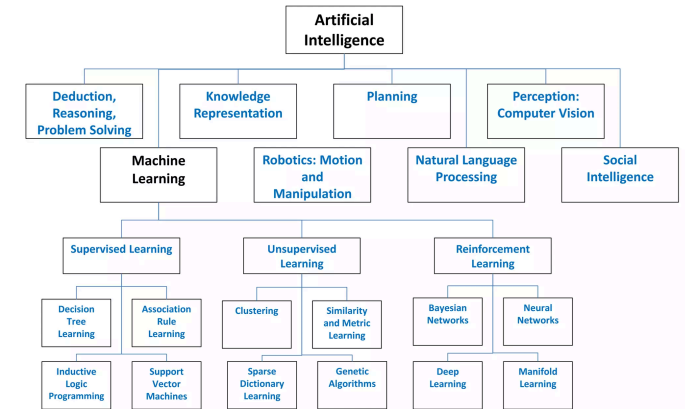 Artificial
Intelligence
Deduction,
Reasoning,
Problem Solving
Knowledge
Representation
Planning
Perception:
Computer Vision
Machine
Learning
Robotics: Motion
and
Manipulation
Natural Language
Processing
Social
Intelligence
Supervised Learning
Unsupervised
Learning
Reinforcement
Learning
Decision
Tree
Learning
Association
Rule
Learning
Clustering
Similarity
and Metric
Learning
Bayesian
Networks
Neural
Networks
Inductive
Logic
Programming
Support
Vector
Machines
Sparse
Dictionary
Learning
Genetic
Algorithms
Deep
Learning
Manifold
Learning